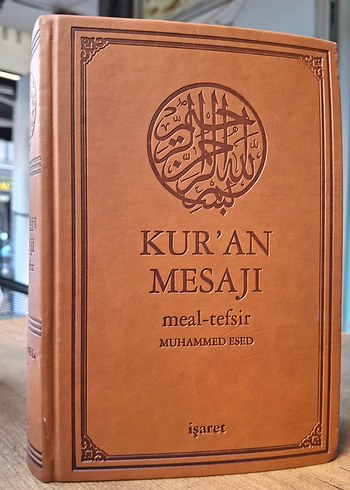 بسم الله الرحمن الرحيم
KUR'AN
MESAJI
meal-tefsir
MUHAMMED ESED
işaret